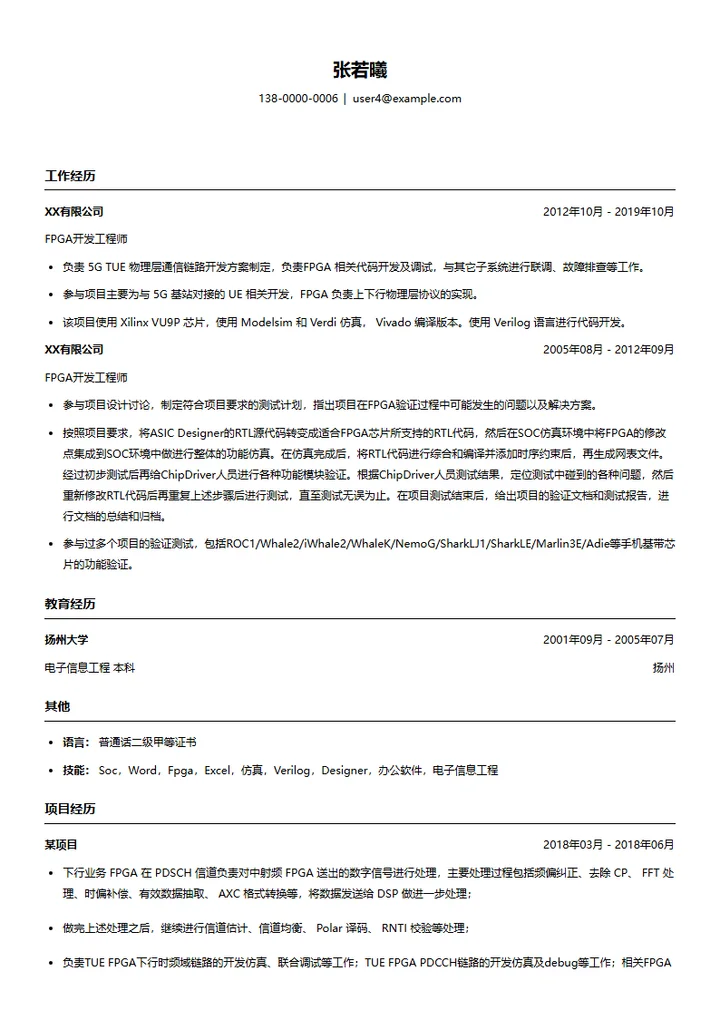 张若曦
138-0000-0006 | user4@example.com
工作经历
XX有限公司 2012年10月 - 2019年10月
FPGA开发工程师
• 负责 5G TUE 物理层通信链路开发方案制定，负责FPGA 相关代码开发及调试，与其它子系统进行联调、故障排查等工作。
• 参与项目主要为与 5G 基站对接的 UE 相关开发，FPGA 负责上下行物理层协议的实现。
• 该项目使用 Xilinx VU9P 芯片，使用 Modelsim 和 Verdi 仿真， Vivado 编译版本。使用 Verilog 语言进行代码开发。
XX有限公司 2005年08月 - 2012年09月
FPGA开发工程师
• 参与项目设计讨论，制定符合项目要求的测试计划，指出项目在FPGA验证过程中可能发生的问题以及解决方案。
• 按照项目要求，将ASIC Designer的RTL源代码转变成适合FPGA芯片所支持的RTL代码，然后在SOC仿真环境中将FPGA的修改
点集成到SOC环境中做进行整体的功能仿真。在仿真完成后，将RTL代码进行综合和编译并添加时序约束后，再生成网表文件。
经过初步测试后再给ChipDriver人员进行各种功能模块验证。根据ChipDriver人员测试结果，定位测试中碰到的各种问题，然后
重新修改RTL代码后再重复上述步骤后进行测试，直至测试无误为止。在项目测试结束后，给出项目的验证文档和测试报告，进
行文档的总结和归档。
• 参与过多个项目的验证测试，包括ROC1/Whale2/iWhale2/WhaleK/NemoG/SharkLJ1/SharkLE/Marlin3E/Adie等手机基带芯
片的功能验证。
教育经历
扬州大学 2001年09月 - 2005年07月
电子信息工程 本科 扬州
其他
• 语言： 普通话二级甲等证书
• 技能： Soc，Word，Fpga，Excel，仿真，Verilog，Designer，办公软件，电子信息工程
项目经历
某项目 2018年03月 - 2018年06月
• 下行业务 FPGA 在 PDSCH 信道负责对中射频 FPGA 送出的数字信号进行处理，主要处理过程包括频偏纠正、去除 CP、 FFT 处
理、时偏补偿、有效数据抽取、 AXC 格式转换等，将数据发送给 DSP 做进一步处理；
• 做完上述处理之后，继续进行信道估计、信道均衡、 Polar 译码、 RNTI 校验等处理；
• 负责TUE FPGA下行时频域链路的开发仿真、联合调试等工作；TUE FPGA PDCCH链路的开发仿真及debug等工作；相关FPGA